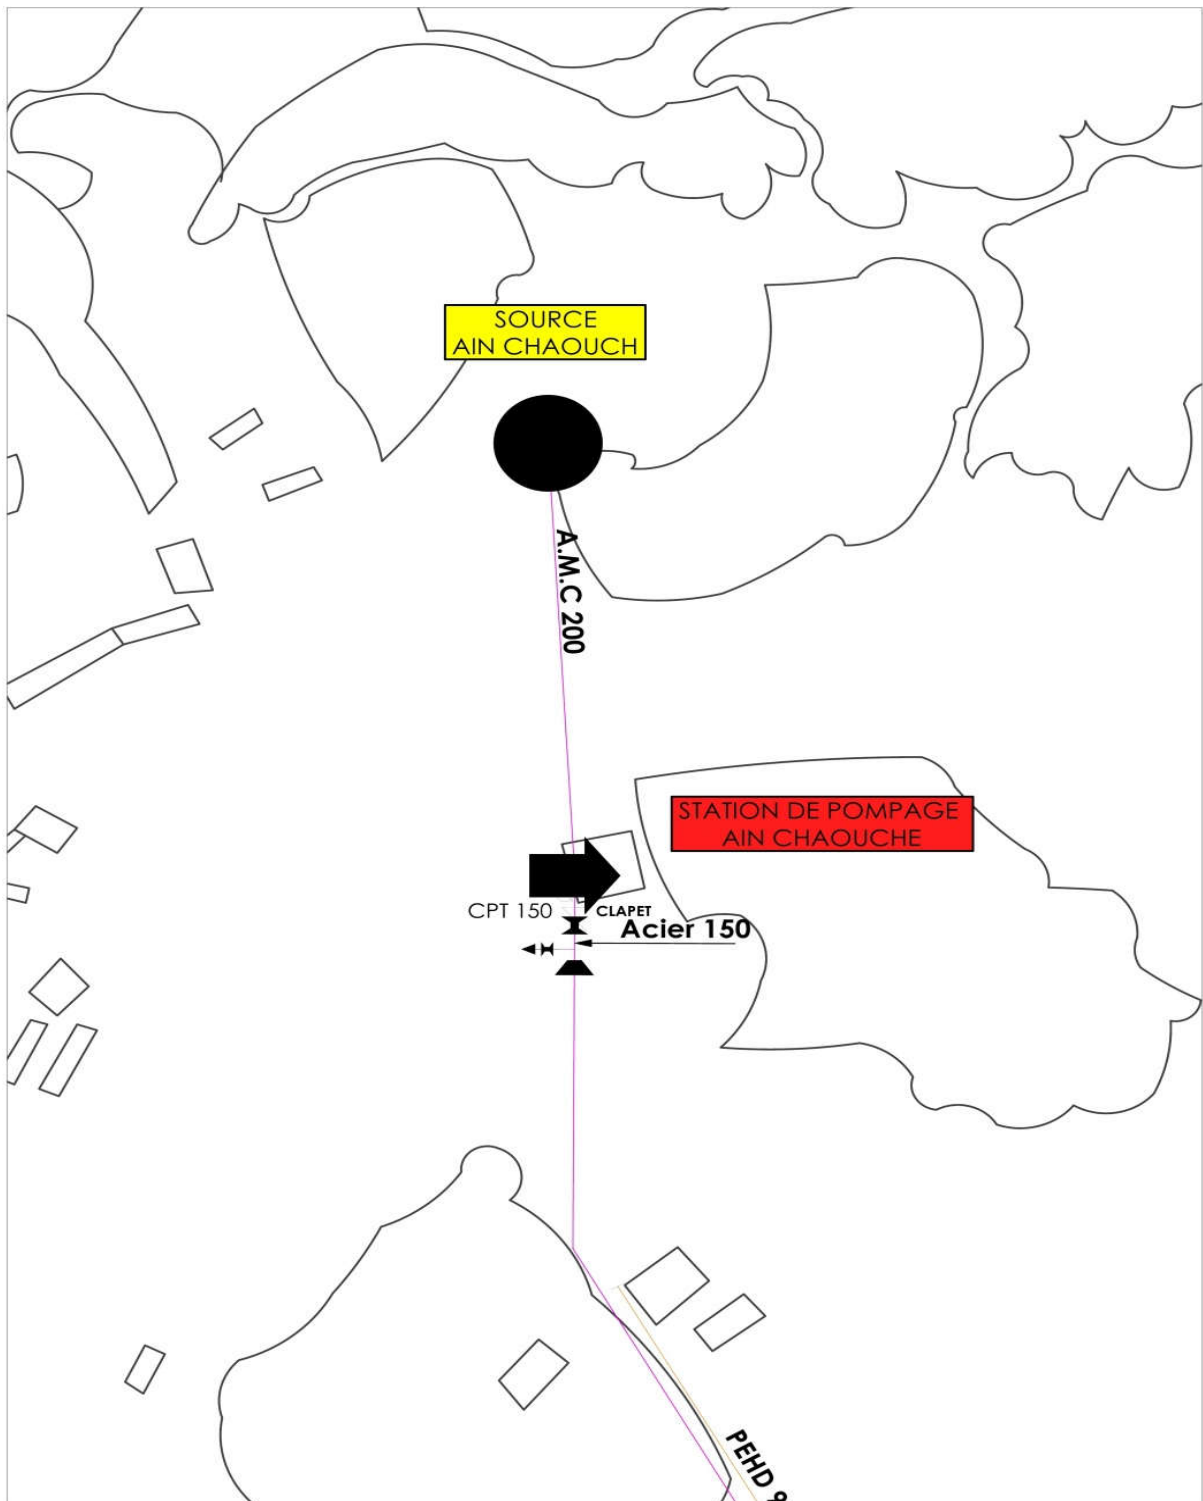 SOURCE
AIN CHAOUCH
A.M.C 200
STATION DE POMPAGE
AIN CHAOUCHE
CPT 150
CLAPET
Acier 150
PEHD